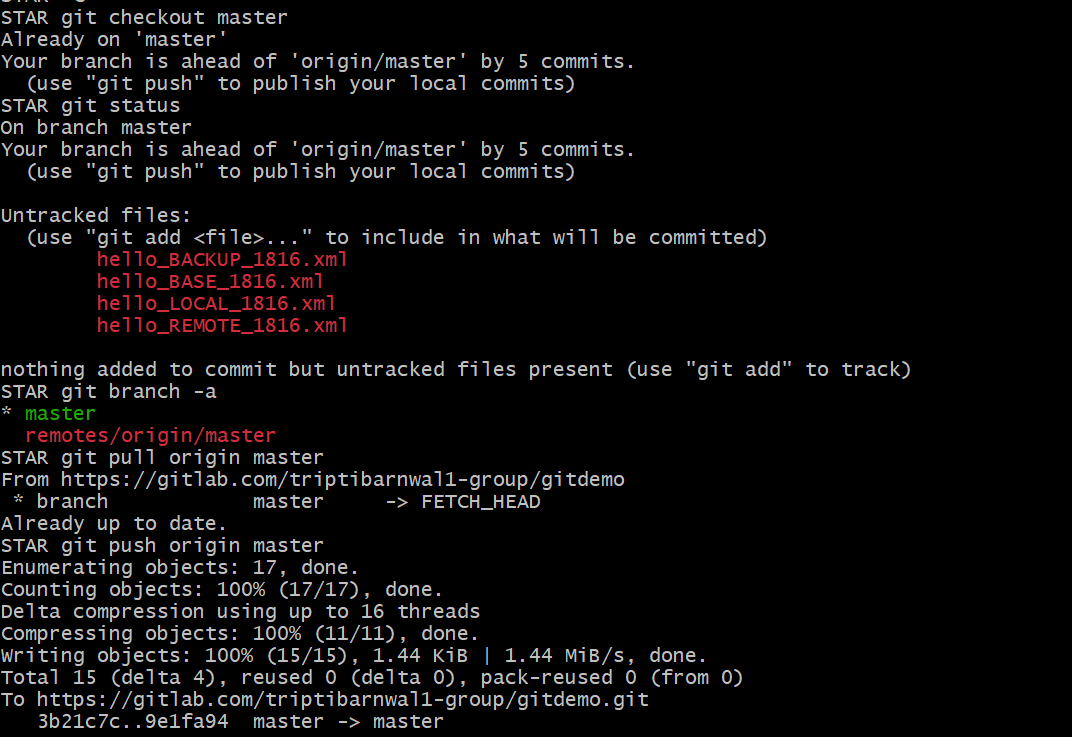 STAR git checkout master
Already on 'master'
Your branch is ahead of 'origin/master' by 5 commits.
  (use "git push" to publish your local commits)
STAR git status
On branch master
Your branch is ahead of 'origin/master' by 5 commits.
  (use "git push" to publish your local commits)

Untracked files:
  (use "git add <file>..." to include in what will be committed)
        hello_BACKUP_1816.xml
        hello_BASE_1816.xml
        hello_LOCAL_1816.xml
        hello_REMOTE_1816.xml

nothing added to commit but untracked files present (use "git add" to track)
STAR git branch -a
* master
  remotes/origin/master
STAR git pull origin master
From https://gitlab.com/triptibarnwal1-group/gitdemo
 * branch            master     -> FETCH_HEAD
Already up to date.
STAR git push origin master
Enumerating objects: 17, done.
Counting objects: 100% (17/17), done.
Delta compression using up to 16 threads
Compressing objects: 100% (11/11), done.
Writing objects: 100% (15/15), 1.44 KiB | 1.44 MiB/s, done.
Total 15 (delta 4), reused 0 (delta 0), pack-reused 0 (from 0)
To https://gitlab.com/triptibarnwal1-group/gitdemo.git
   3b21c7c..9e1fa94  master -> master